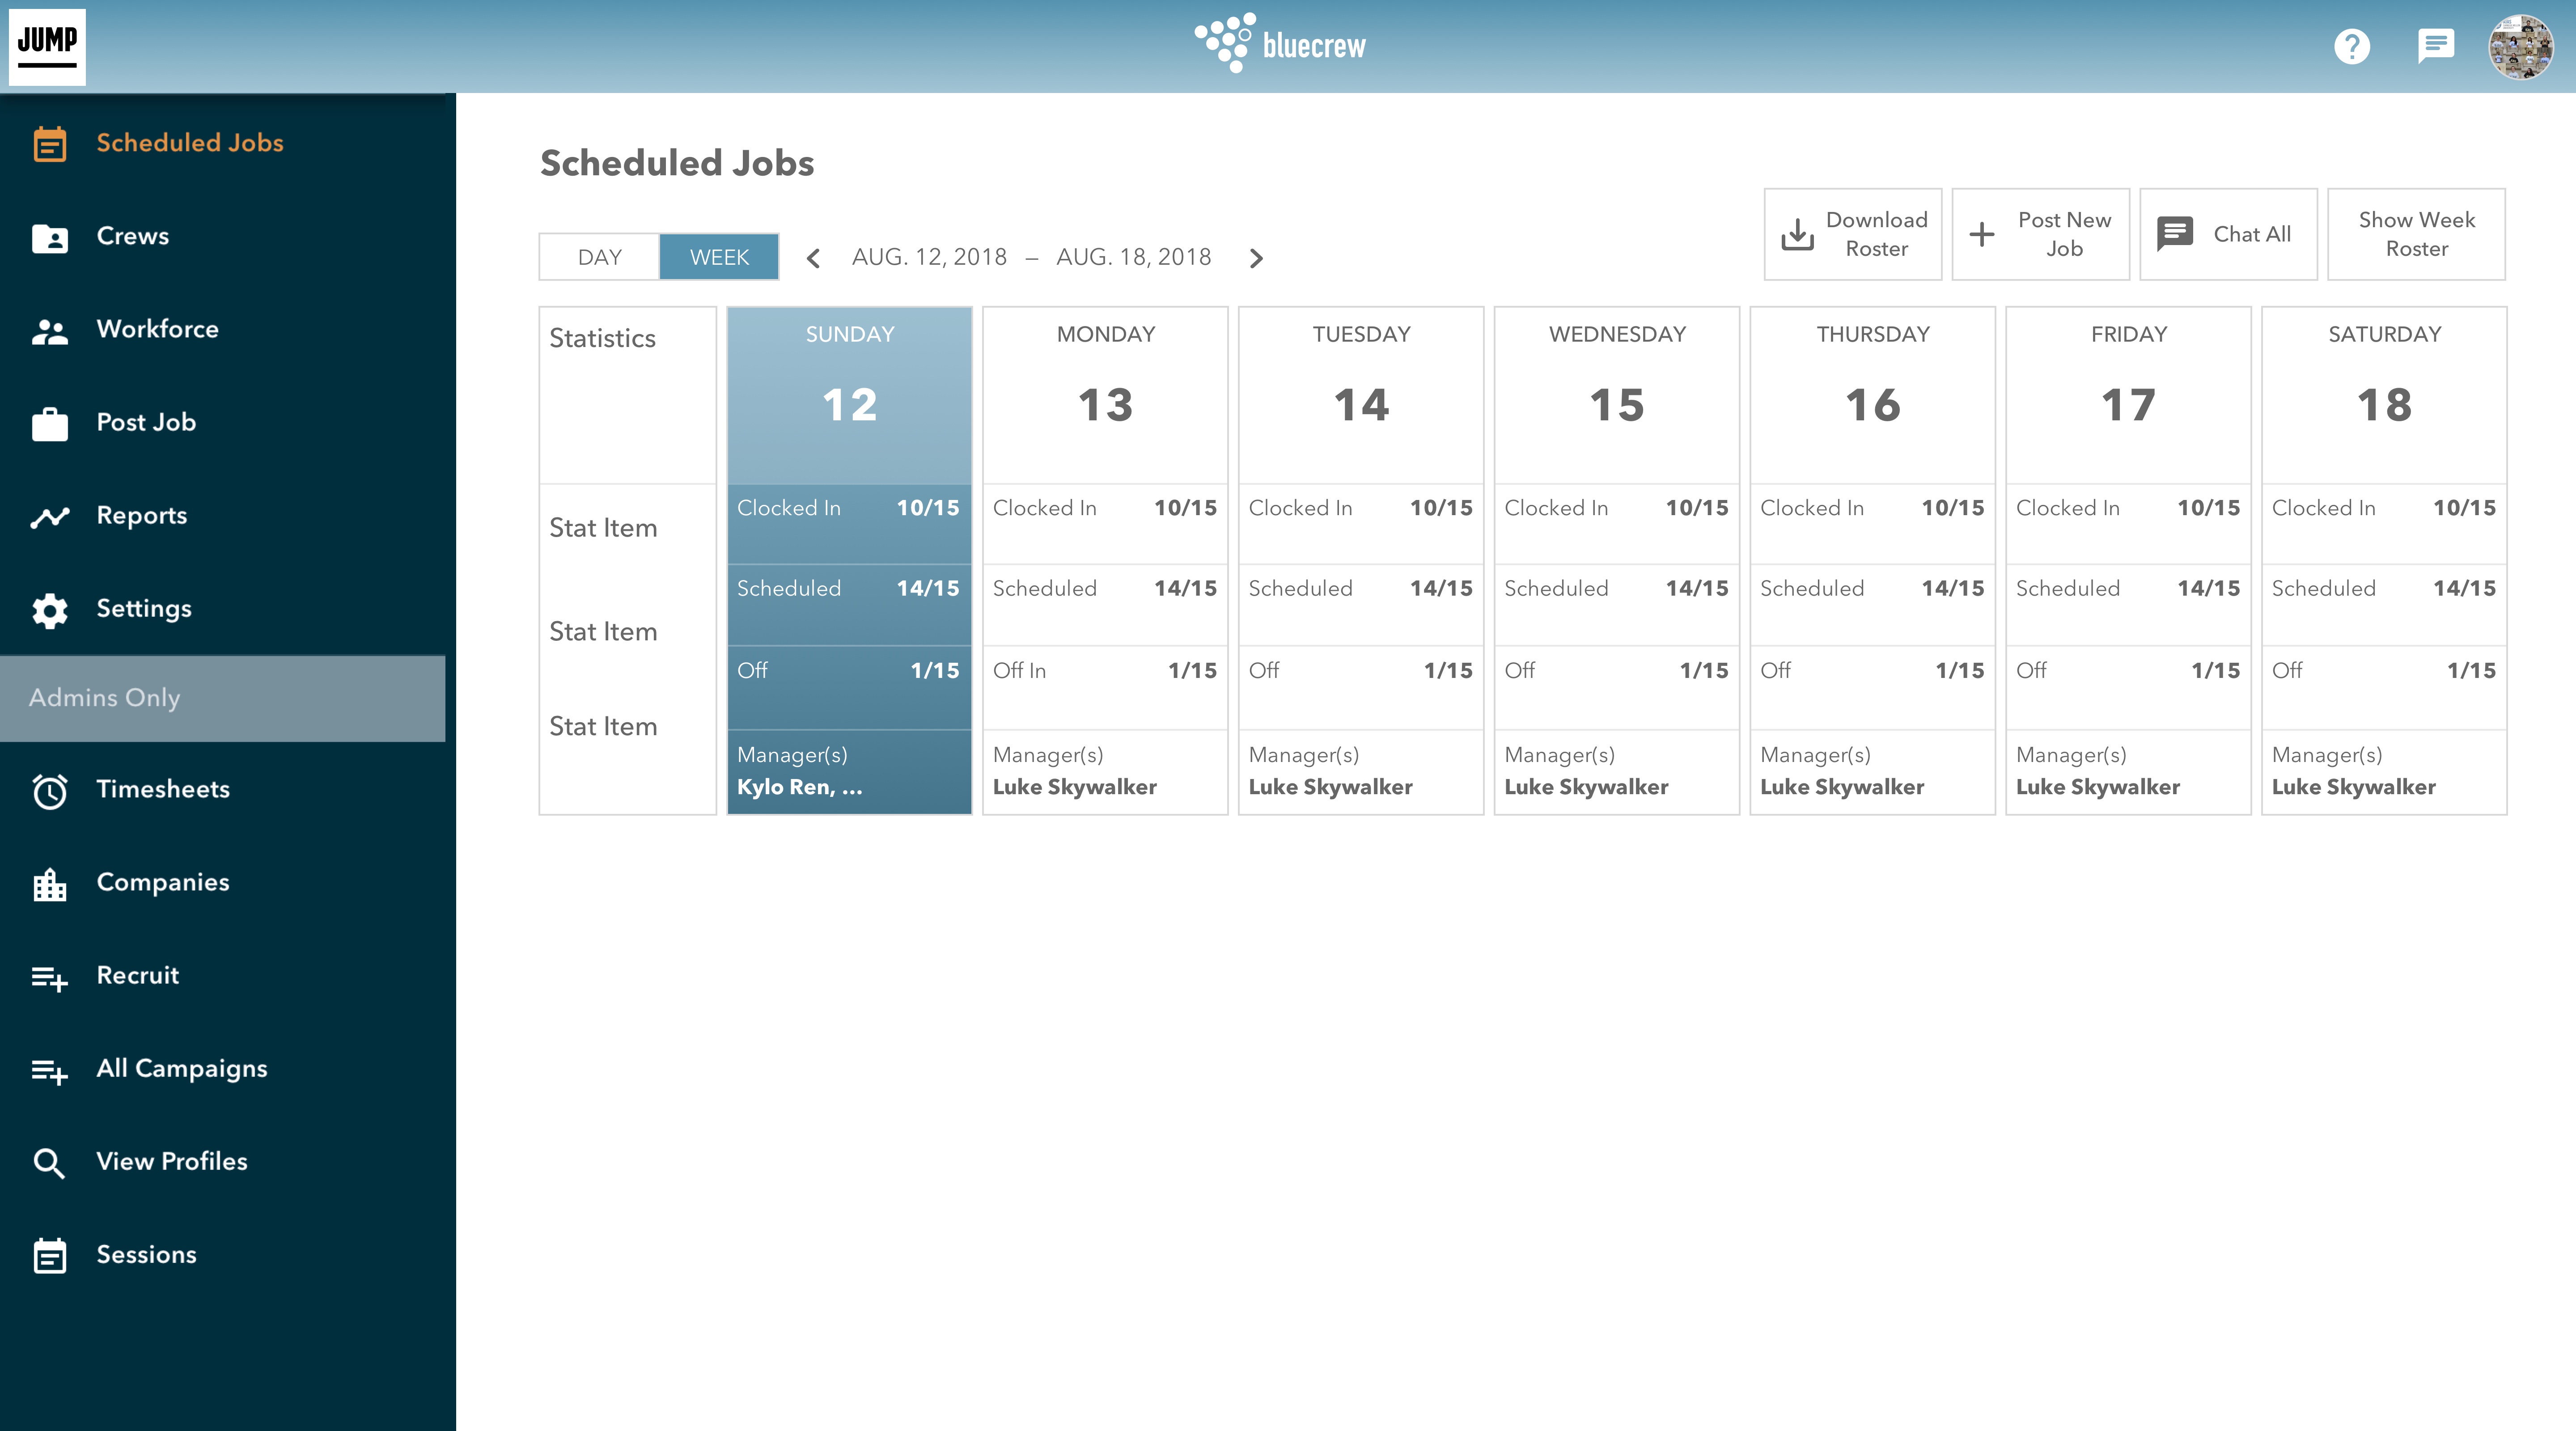 JUMP
bluecrew
Scheduled Jobs
Crews
Workforce
Post Job
Reports
Settings
Admins Only
Timesheets
Companies
Recruit
All Campaigns
View Profiles
Sessions
Scheduled Jobs
DAY
WEEK
AUG. 12, 2018 – AUG. 18, 2018
Download
Roster
Post New
Job
Chat All
Show Week
Roster
Statistics
Stat Item
Stat Item
Stat Item
SUNDAY
12
Clocked In 10/15
Scheduled 14/15
Off 1/15
Manager(s)
Kylo Ren, ...
MONDAY
13
Clocked In 10/15
Scheduled 14/15
Off In 1/15
Manager(s)
Luke Skywalker
TUESDAY
14
Clocked In 10/15
Scheduled 14/15
Off 1/15
Manager(s)
Luke Skywalker
WEDNESDAY
15
Clocked In 10/15
Scheduled 14/15
Off 1/15
Manager(s)
Luke Skywalker
THURSDAY
16
Clocked In 10/15
Scheduled 14/15
Off 1/15
Manager(s)
Luke Skywalker
FRIDAY
17
Clocked In 10/15
Scheduled 14/15
Off 1/15
Manager(s)
Luke Skywalker
SATURDAY
18
Clocked In 10/15
Scheduled 14/15
Off 1/15
Manager(s)
Luke Skywalker